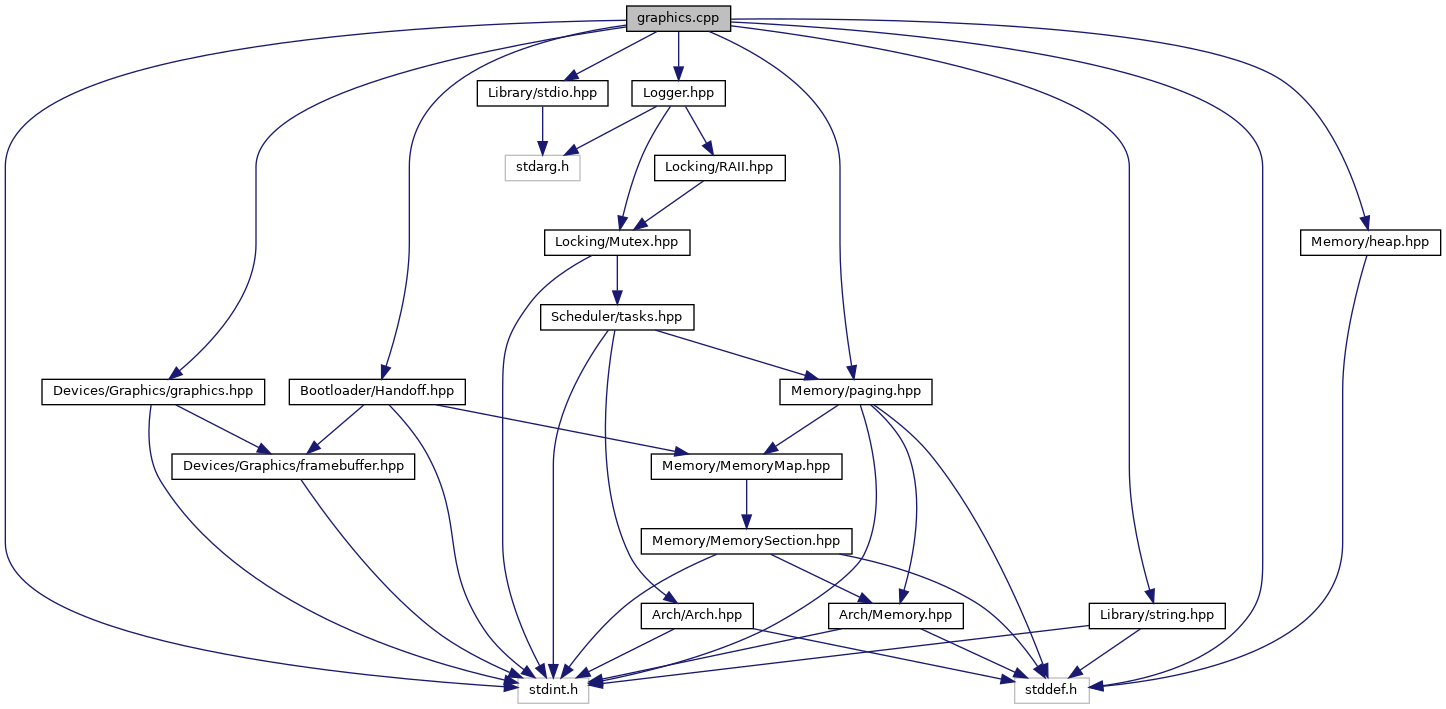 graphics.cpp
Library/stdio.hpp
Logger.hpp
stdarg.h
Locking/RAII.hpp
Locking/Mutex.hpp
Memory/heap.hpp
Scheduler/tasks.hpp
Devices/Graphics/graphics.hpp
Bootloader/Handoff.hpp
Memory/paging.hpp
Devices/Graphics/framebuffer.hpp
Memory/MemoryMap.hpp
Memory/MemorySection.hpp
Arch/Arch.hpp
Arch/Memory.hpp
Library/string.hpp
stdint.h
stddef.h